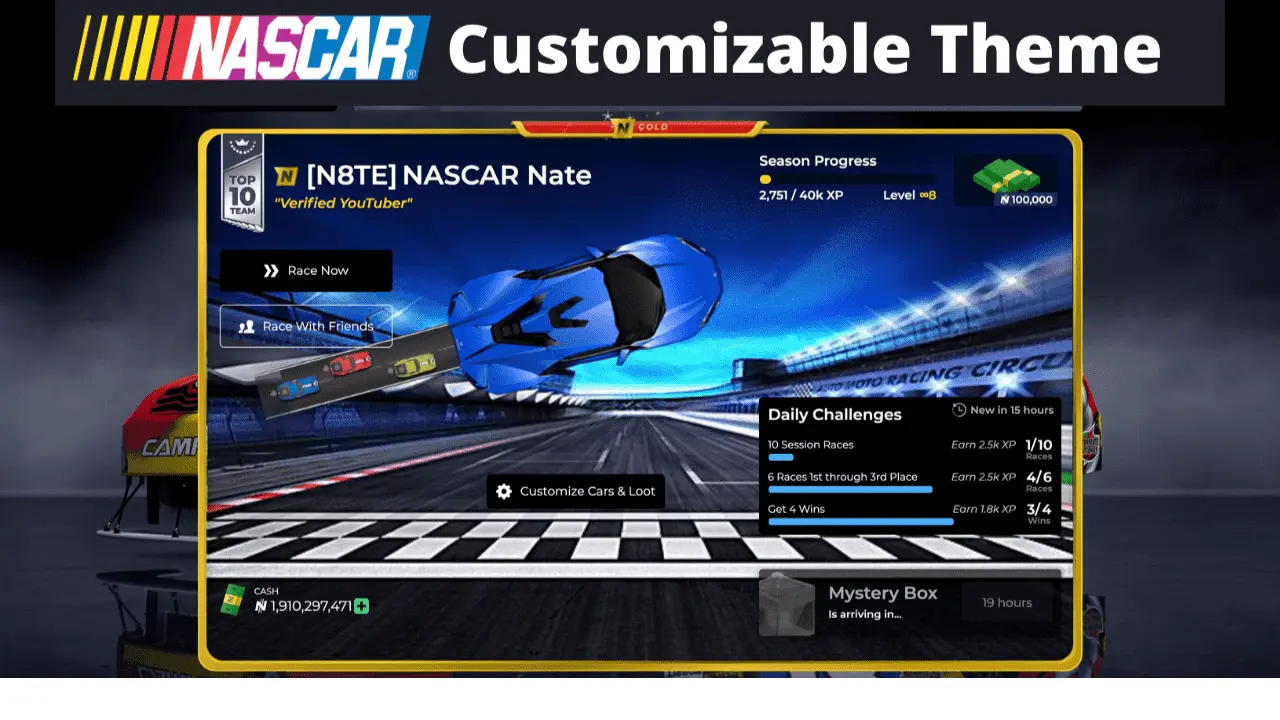 NASCAR® Customizable Theme
N GOLD
TOP
10
TEAM
N [N8TE] NASCAR Nate
"Verified YouTuber"
Season Progress
2,751 / 40k XP
Level ∞8
N 100,000
Race Now
Race With Friends
AUTO MOTO RACING CIRCU
CAM
Daily Challenges
New in 15 hours
10 Session Races
Earn 2.5k XP
1/10
Races
6 Races 1st through 3rd Place
Earn 2.5k XP
4/6
Races
Get 4 Wins
Earn 1.8k XP
3/4
Wins
Customize Cars & Loot
CASH
N 1,910,297,471
Mystery Box
Is arriving in...
19 hours